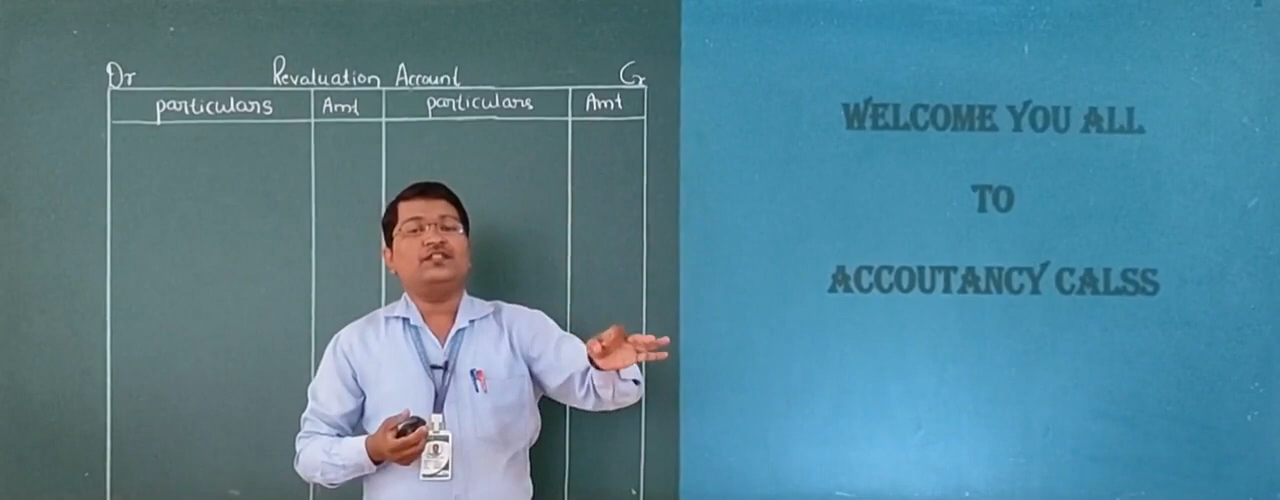 Dr Revaluation Account Cr
particulars Amt particulars Amt
WELCOME YOU ALL
TO
ACCOUTANCY CALSS